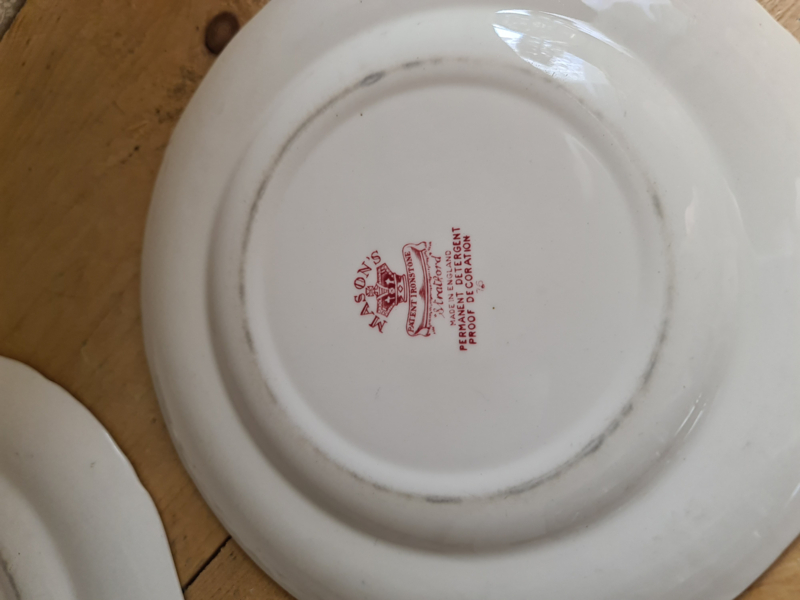 MASON'S
PATENT IRONSTONE
Stratford
MADE IN ENGLAND
PERMANENT DETERGENT
PROOF DECORATION